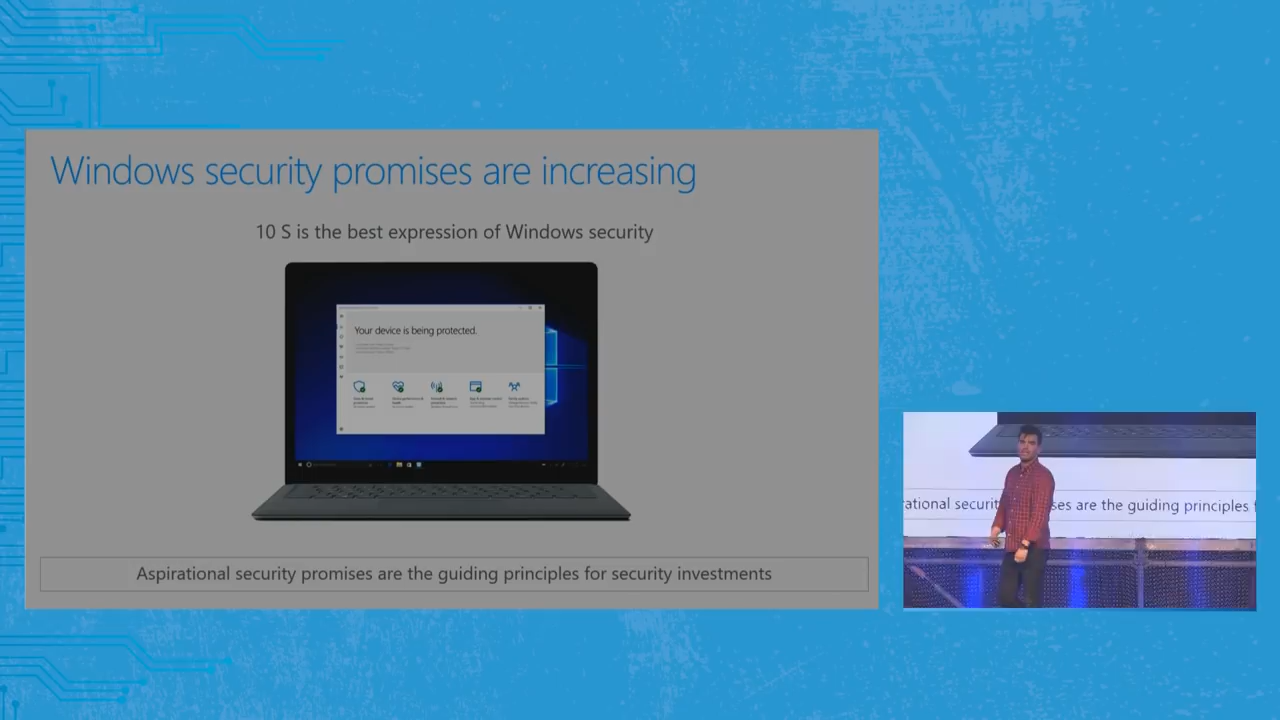 Windows security promises are increasing
10 S is the best expression of Windows security
Your device is being protected.
Aspirational security promises are the guiding principles for security investments
rational securit ses are the guiding principles f